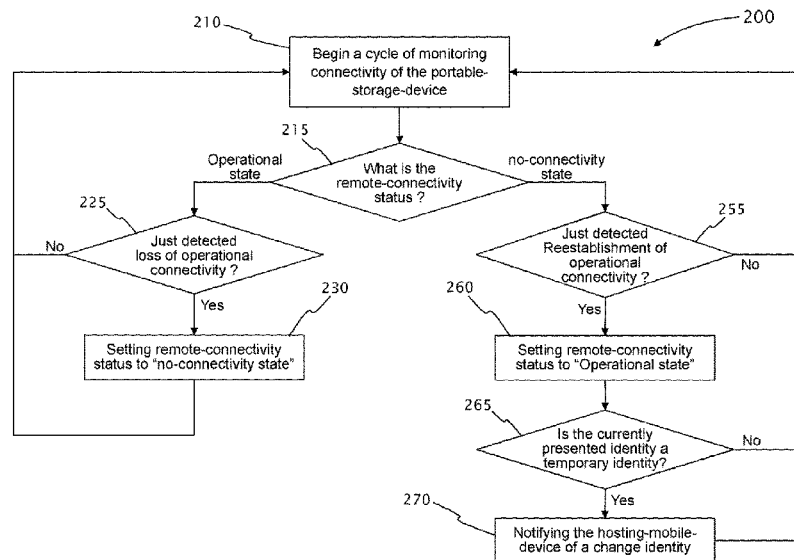 200
210
Begin a cycle of monitoring
connectivity of the portable-
storage-device
215
Operational
state
What is the
remote-connectivity
status ?
no-connectivity
state
225
No
Just detected
loss of operational
connectivity ?
Yes
230
Setting remote-connectivity
status to "no-connectivity state"
255
Just detected
Reestablishment of
operational
connectivity ?
No
Yes
260
Setting remote-connectivity
status to "Operational state"
265
Is the currently
presented identity a
temporary identity?
No
Yes
270
Notifying the hosting-mobile-
device of a change identity